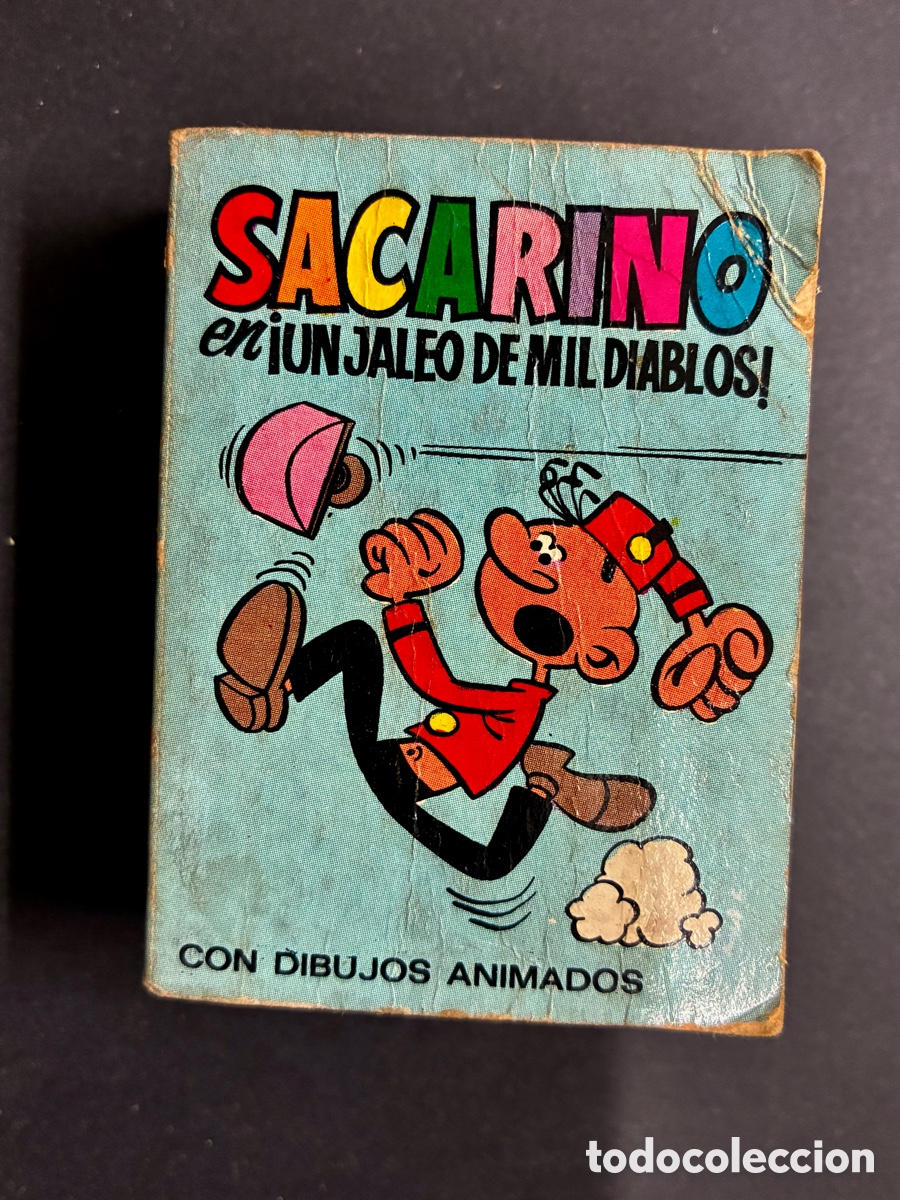 SACARINO
en ¡UN JALEO DE MIL DIABLOS!
CON DIBUJOS ANIMADOS
todocoleccion